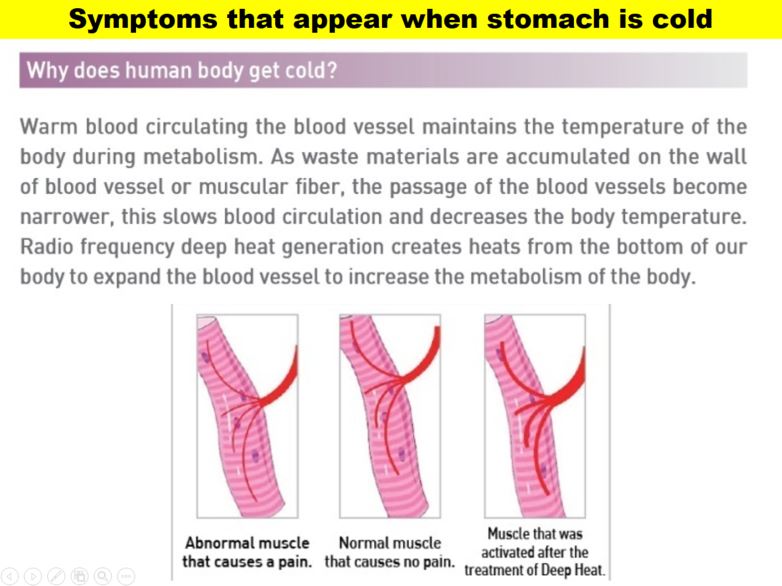 Symptoms that appear when stomach is cold
Why does human body get cold?
Warm blood circulating the blood vessel maintains the temperature of the
body during metabolism. As waste materials are accumulated on the wall
of blood vessel or muscular fiber, the passage of the blood vessels become
narrower, this slows blood circulation and decreases the body temperature.
Radio frequency deep heat generation creates heats from the bottom of our
body to expand the blood vessel to increase the metabolism of the body.
Abnormal muscle
that causes a pain.
Normal muscle
that causes no pain.
Muscle that was
activated after the
treatment of Deep Heat.